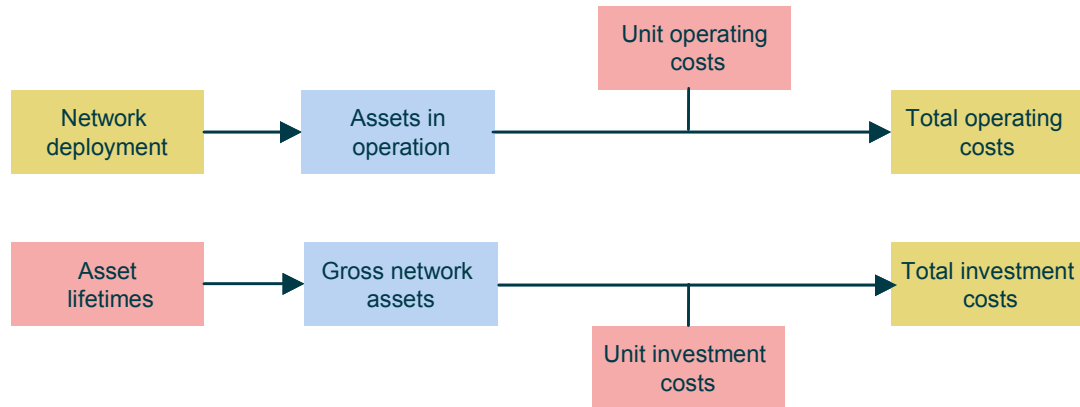 Unit operating
costs
Network
deployment
Assets in
operation
Total operating
costs
Asset
lifetimes
Gross network
assets
Total investment
costs
Unit investment
costs